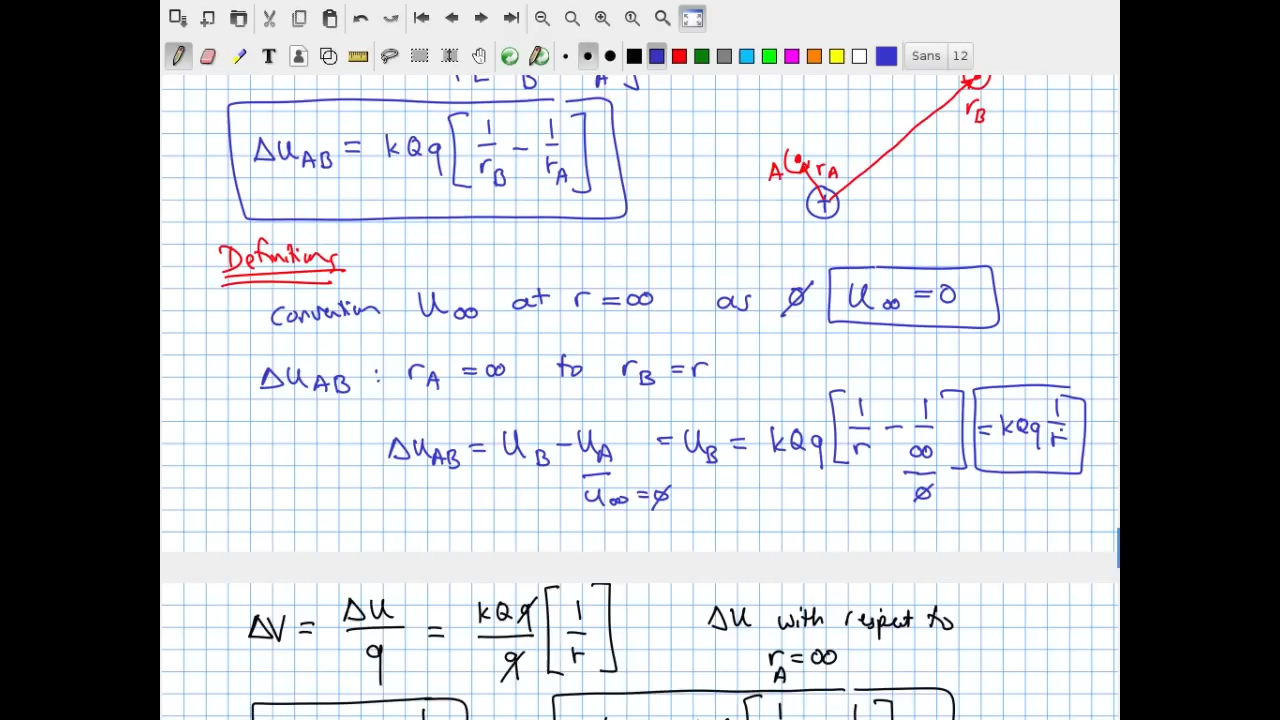 Sans 12
B A
r_B
ΔU_AB = kQq [1/r_B − 1/r_A]
A r_A
+
Definitions
Convention U_∞ at r = ∞ as ∅ U_∞ = 0
ΔU_AB : r_A = ∞ to r_B = r
ΔU_AB = U_B − U_A = U_B = kQq [1/r − 1/∞] = kQq 1/r
U_∞ = ∅ ∅
ΔV = ΔU/q = kQq/q [1/r] ΔU with respect to
r_A = ∞